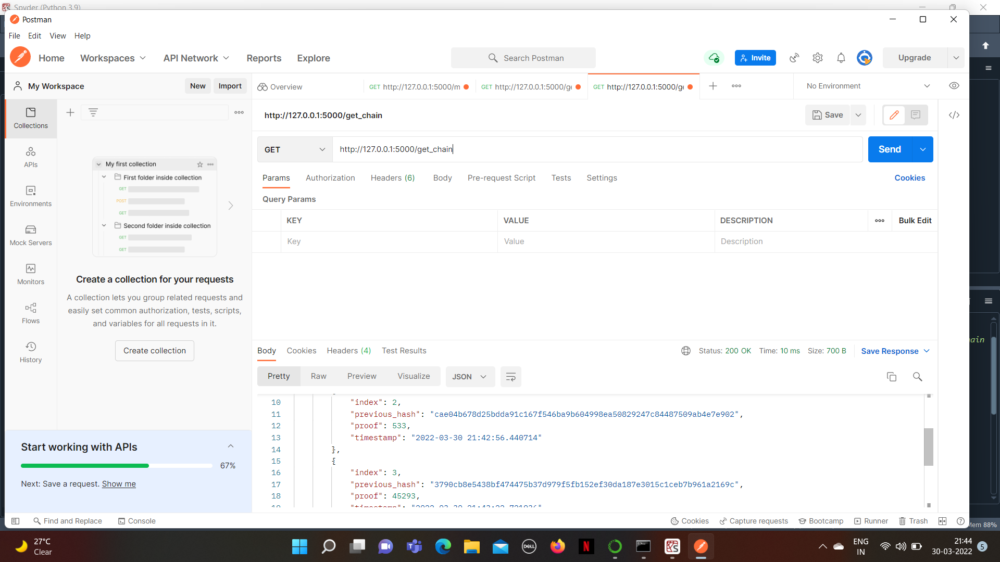 Spyder (Python 3.9)
Postman
File Edit View Help
Home Workspaces API Network Reports Explore
Search Postman
Invite
Upgrade
My Workspace
New Import
Overview
GET http://127.0.0.1:5000/m
GET http://127.0.0.1:5000/ge
GET http://127.0.0.1:5000/ge
No Environment
Collections
APIs
Environments
Mock Servers
Monitors
Flows
History
My first collection
First folder inside collection
GET
POST
GET
Second folder inside collection
GET
GET
Create a collection for your requests
A collection lets you group related requests and
easily set common authorization, tests, scripts,
and variables for all requests in it.
Create collection
Start working with APIs
67%
Next: Save a request. Show me
http://127.0.0.1:5000/get_chain
Save
GET
http://127.0.0.1:5000/get_chain
Send
Params Authorization Headers (6) Body Pre-request Script Tests Settings
Cookies
Query Params
KEY VALUE DESCRIPTION
Bulk Edit
Key Value Description
Body Cookies Headers (4) Test Results
Status: 200 OK Time: 10 ms Size: 700 B
Save Response
Pretty Raw Preview Visualize
JSON
10 "index": 2,
11 "previous_hash": "cae04b678d25bdda91c167f546ba9b604998ea50829247c84487509ab4e7e902",
12 "proof": 533,
13 "timestamp": "2022-03-30 21:42:56.440714"
14 },
15 {
16 "index": 3,
17 "previous_hash": "3790cb8e5438bf474475b37d979f5fb152ef30da187e3015c1ceb7b961a2169c",
18 "proof": 45293,
ain
Find and Replace Console
Cookies Capture requests Bootcamp Runner Trash
Mem 88%
27°C
Clear
DELL
N
ENG
IN
21:44
30-03-2022
5